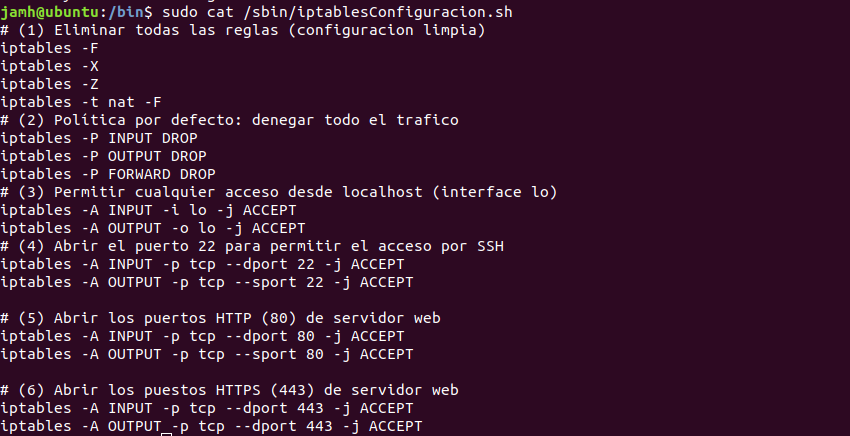 jamh@ubuntu:/bin$ sudo cat /sbin/iptablesConfiguracion.sh
# (1) Eliminar todas las reglas (configuracion limpia)
iptables -F
iptables -X
iptables -Z
iptables -t nat -F
# (2) Politica por defecto: denegar todo el trafico
iptables -P INPUT DROP
iptables -P OUTPUT DROP
iptables -P FORWARD DROP
# (3) Permitir cualquier acceso desde localhost (interface lo)
iptables -A INPUT -i lo -j ACCEPT
iptables -A OUTPUT -o lo -j ACCEPT
# (4) Abrir el puerto 22 para permitir el acceso por SSH
iptables -A INPUT -p tcp --dport 22 -j ACCEPT
iptables -A OUTPUT -p tcp --sport 22 -j ACCEPT
# (5) Abrir los puertos HTTP (80) de servidor web
iptables -A INPUT -p tcp --dport 80 -j ACCEPT
iptables -A OUTPUT -p tcp --sport 80 -j ACCEPT
# (6) Abrir los puestos HTTPS (443) de servidor web
iptables -A INPUT -p tcp --dport 443 -j ACCEPT
iptables -A OUTPUT -p tcp --dport 443 -j ACCEPT